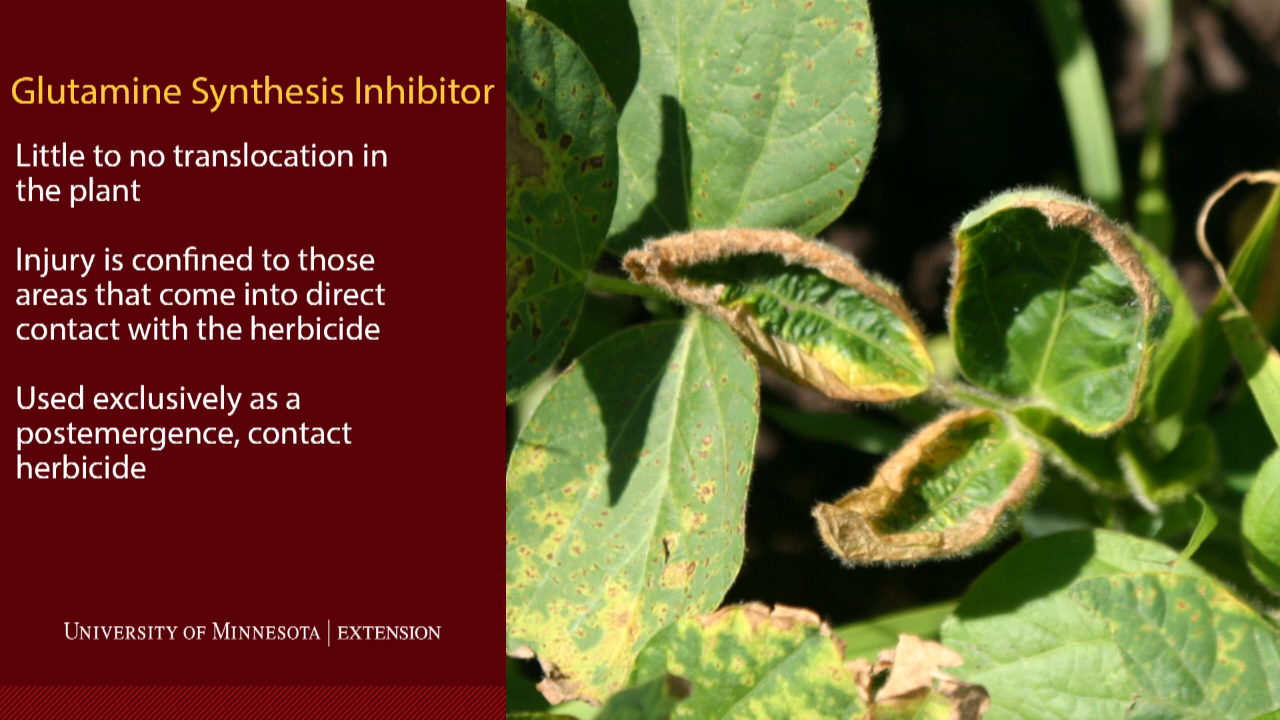 Glutamine Synthesis Inhibitor
Little to no translocation in
the plant
Injury is confined to those
areas that come into direct
contact with the herbicide
Used exclusively as a
postemergence, contact
herbicide
UNIVERSITY OF MINNESOTA | EXTENSION